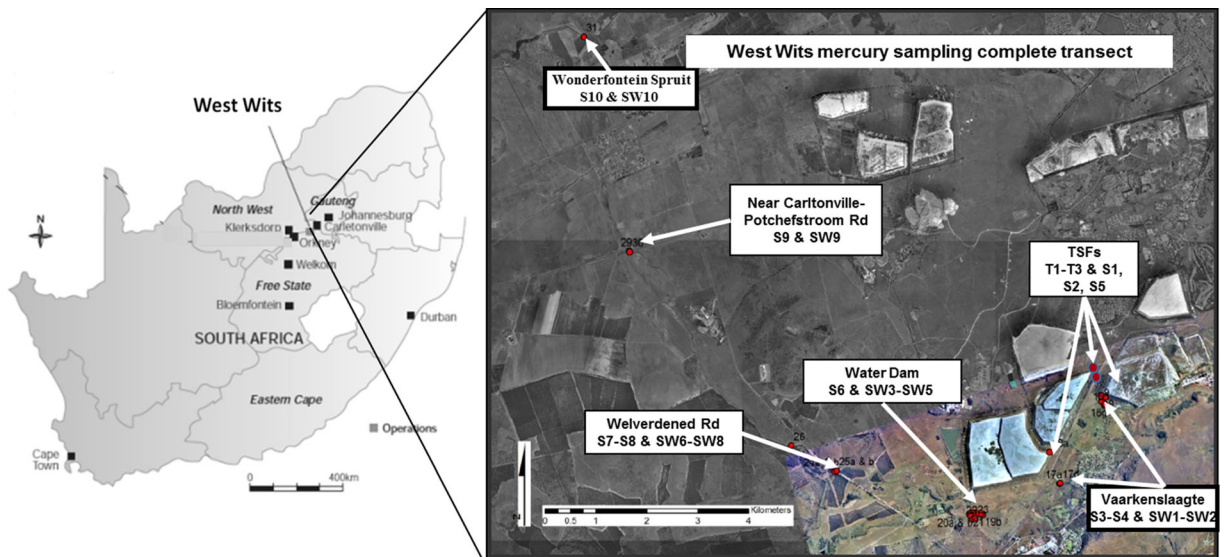 West Wits
N
North West
Gauteng
Johannesburg
Carletonville
Klerksdorp
Orkney
Welkom
Free State
Bloemfontein
Durban
SOUTH AFRICA
Eastern Cape
Operations
Cape
Town
0 400km
West Wits mercury sampling complete transect
31
Wonderfontein Spruit
S10 & SW10
Near Carltonville-
Potchefstroom Rd
S9 & SW9
TSFs
T1-T3 & S1,
S2, S5
Water Dam
S6 & SW3-SW5
Welverdened Rd
S7-S8 & SW6-SW8
25a & b
Vaarkenslaagte
S3-S4 & SW1-SW2
Kilometers
0 0.5 1 2 3 4